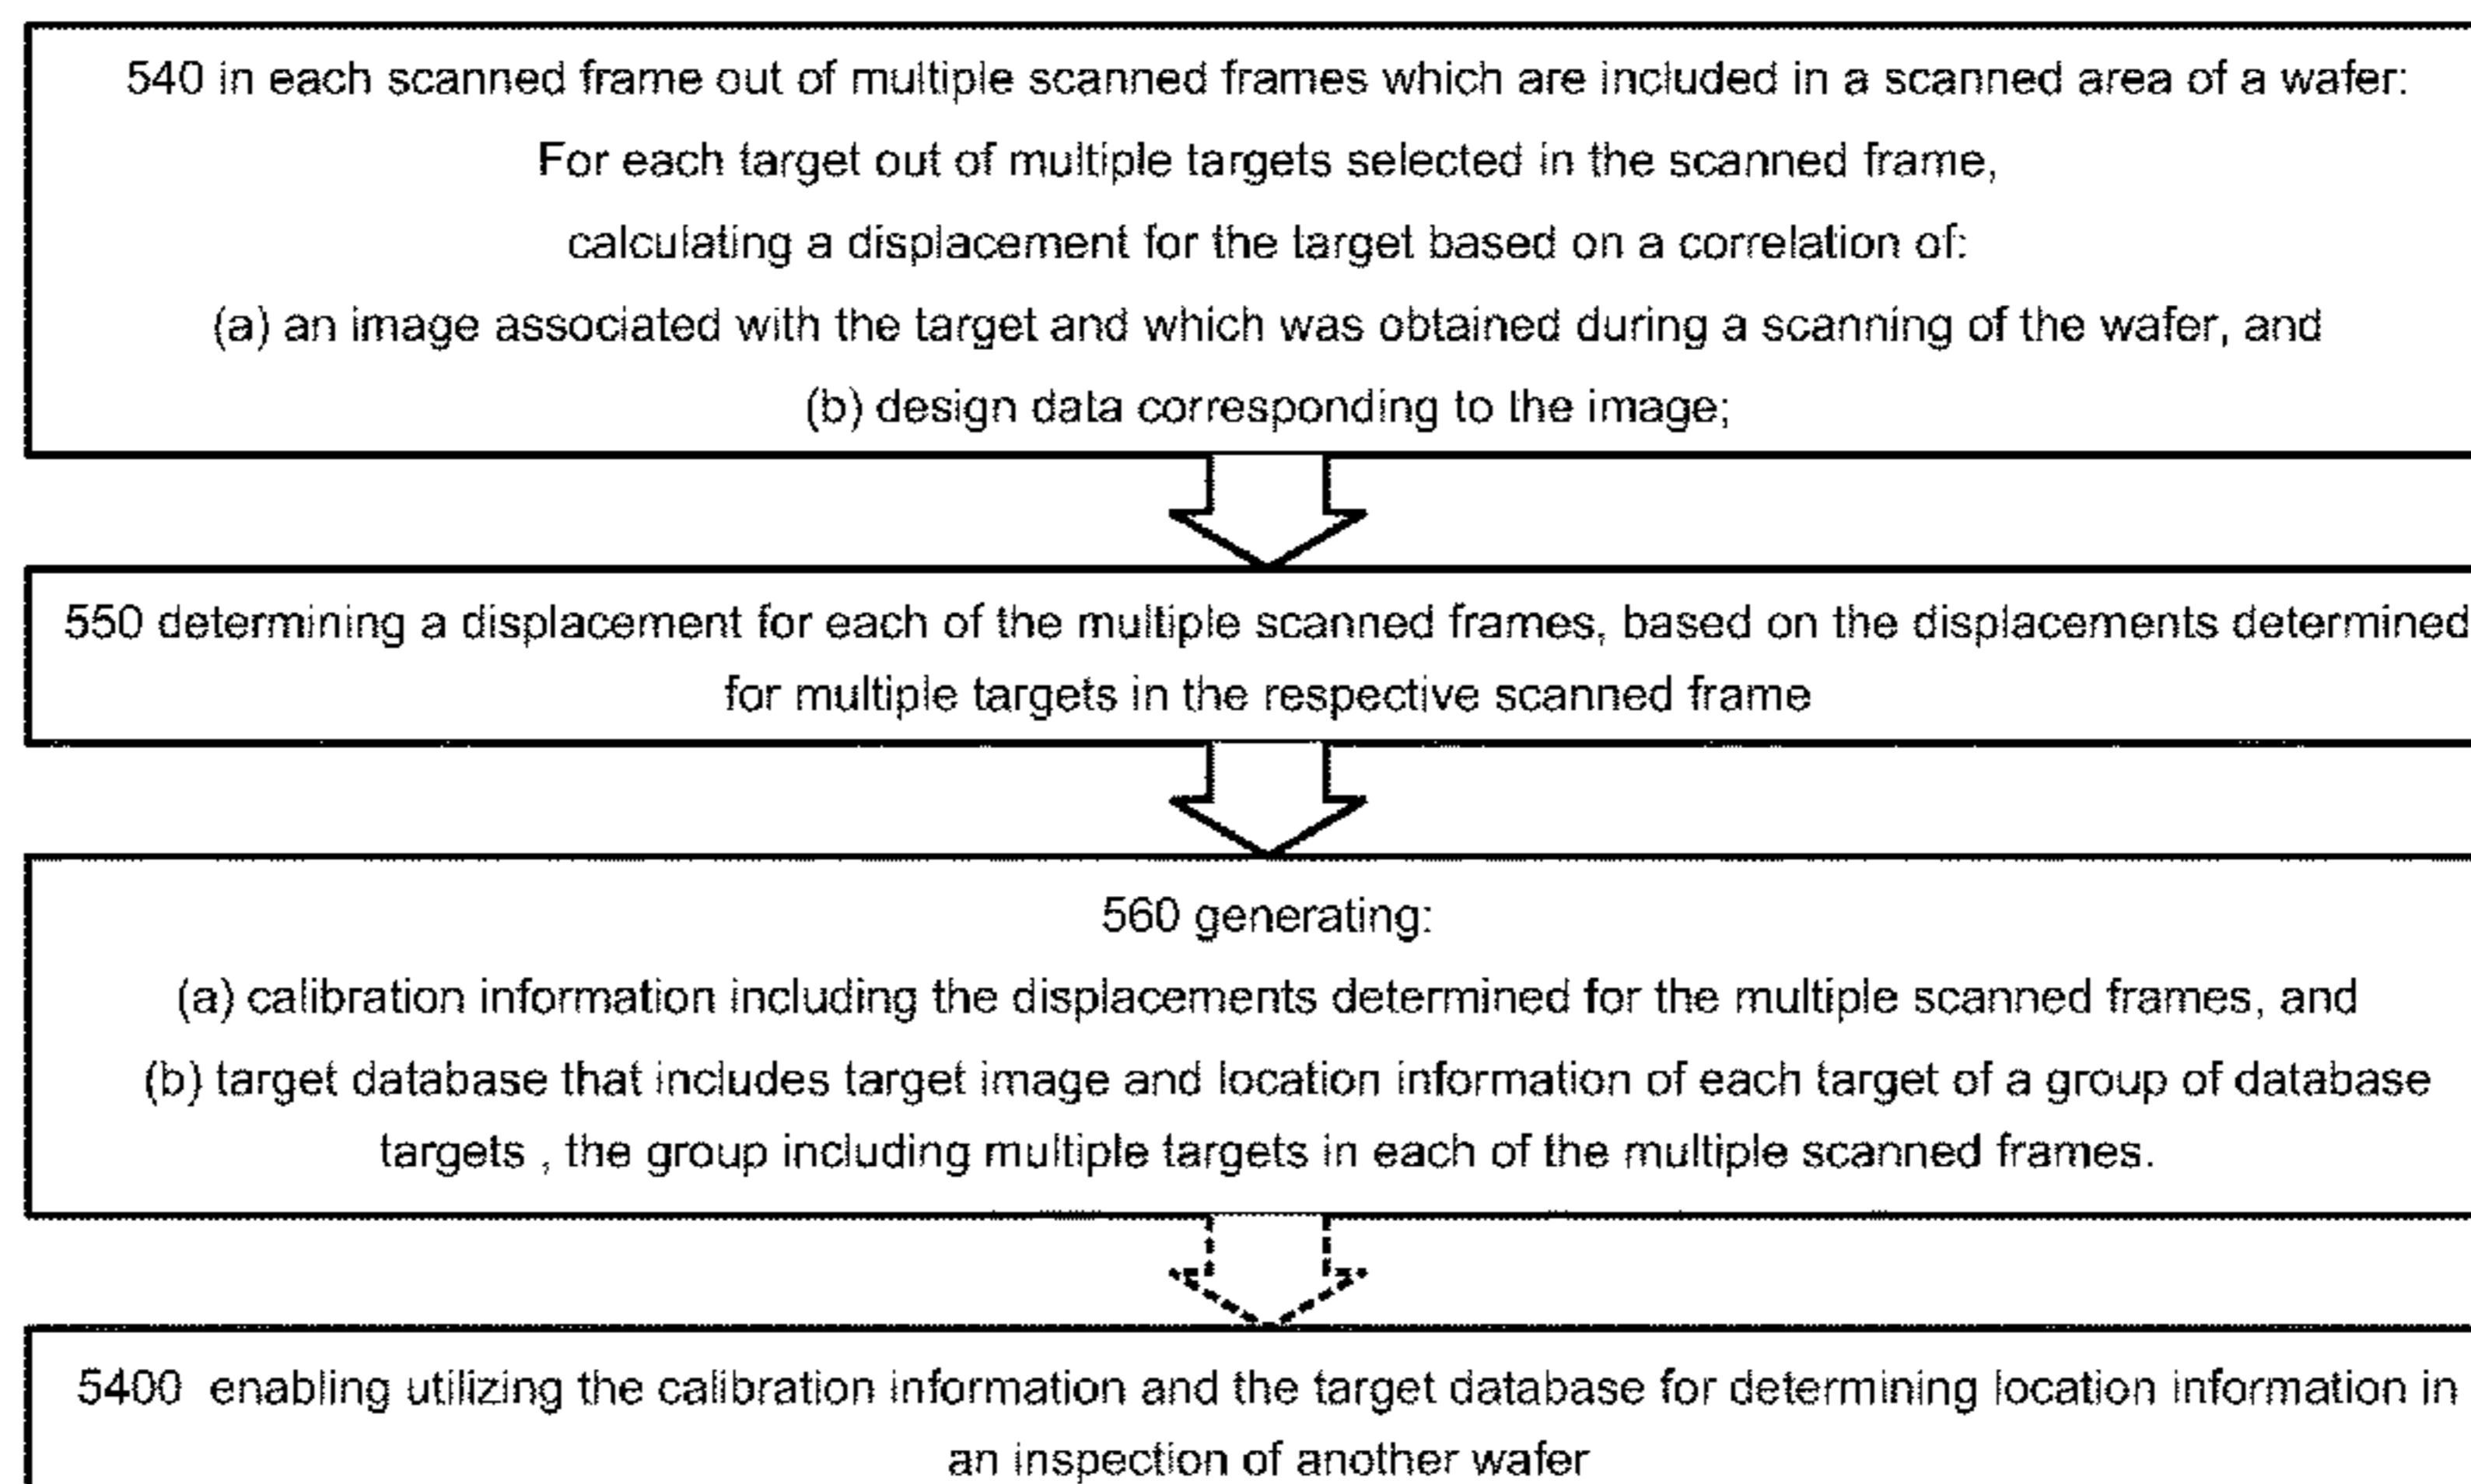 540 in each scanned frame out of multiple scanned frames which are included in a scanned area of a wafer:
For each target out of multiple targets selected in the scanned frame,
calculating a displacement for the target based on a correlation of:
(a) an image associated with the target and which was obtained during a scanning of the wafer, and
(b) design data corresponding to the image;
550 determining a displacement for each of the multiple scanned frames, based on the displacements determined
for multiple targets in the respective scanned frame
560 generating:
(a) calibration information including the displacements determined for the multiple scanned frames, and
(b) target database that includes target image and location information of each target of a group of database
targets , the group including multiple targets in each of the multiple scanned frames.
5400 enabling utilizing the calibration information and the target database for determining location information in
an inspection of another wafer